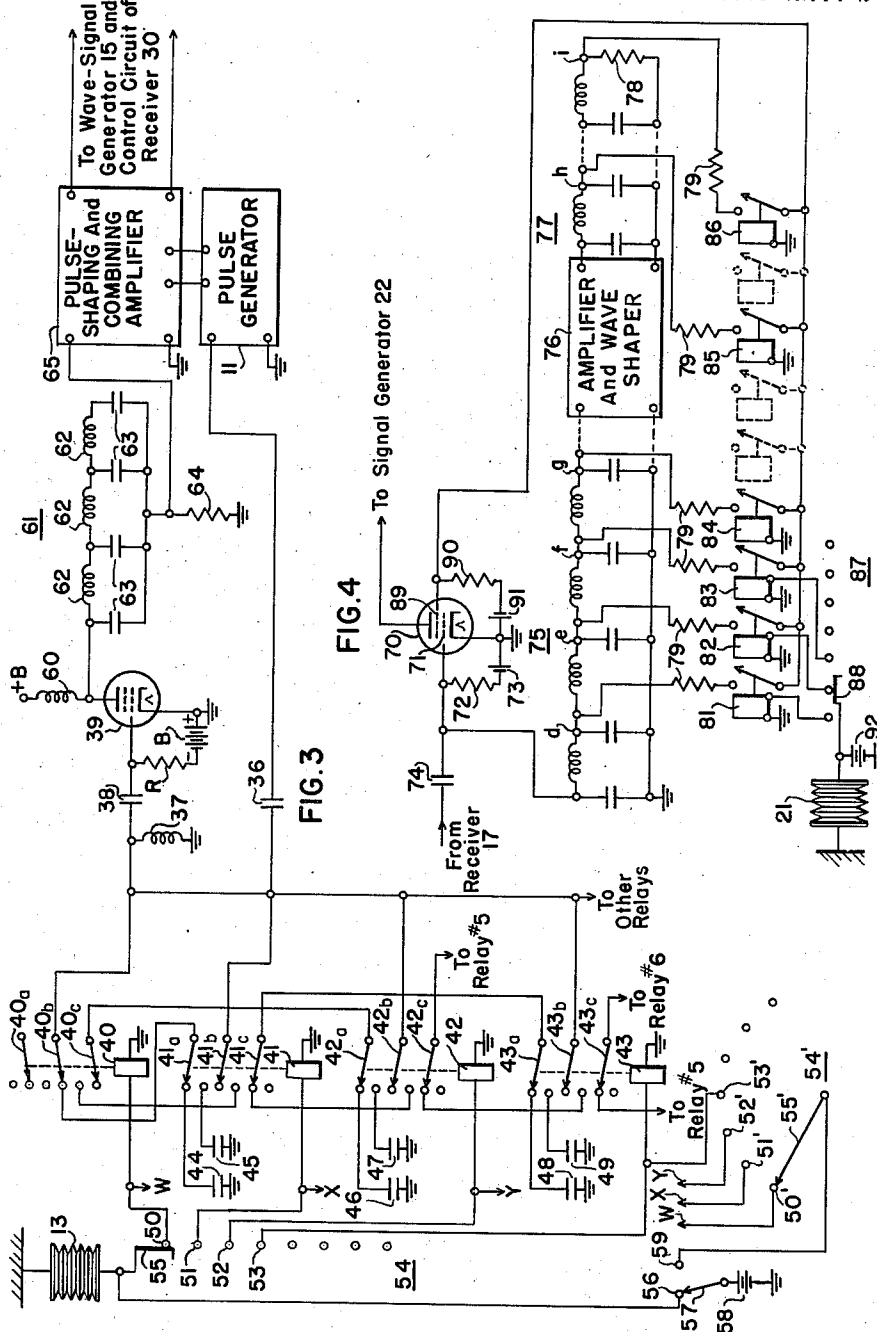 To Wave-Signal
Generator 15 and
Control Circuit of
Receiver 30
65
PULSE-
SHAPING And
COMBINING
AMPLIFIER
11
PULSE
GENERATOR
61
62
62
62
63
63
63
64
+B
60
39
38
R
B
+
37
36
FIG. 3
40a
40b
40c
40
41a
41b
41c
41
42a
42b
42c
42
43a
43b
43c
43
44
45
46
47
48
49
To
Relay #5
To
Other
Relays
To
Relay #6
To
Relay #5
W
X
Y
13
55
50
51
52
53
54
W
X
Y
50'
51'
52'
53'
54'
55'
56
57
58
59
FIG. 4
To Signal Generator 22
From
Receiver
17
74
70
71
72
73
89
90
91
75
d
e
f
g
76
AMPLIFIER
And WAVE
SHAPER
77
h
i
78
79
79
79
79
79
79
81
82
83
84
85
86
87
88
92
21